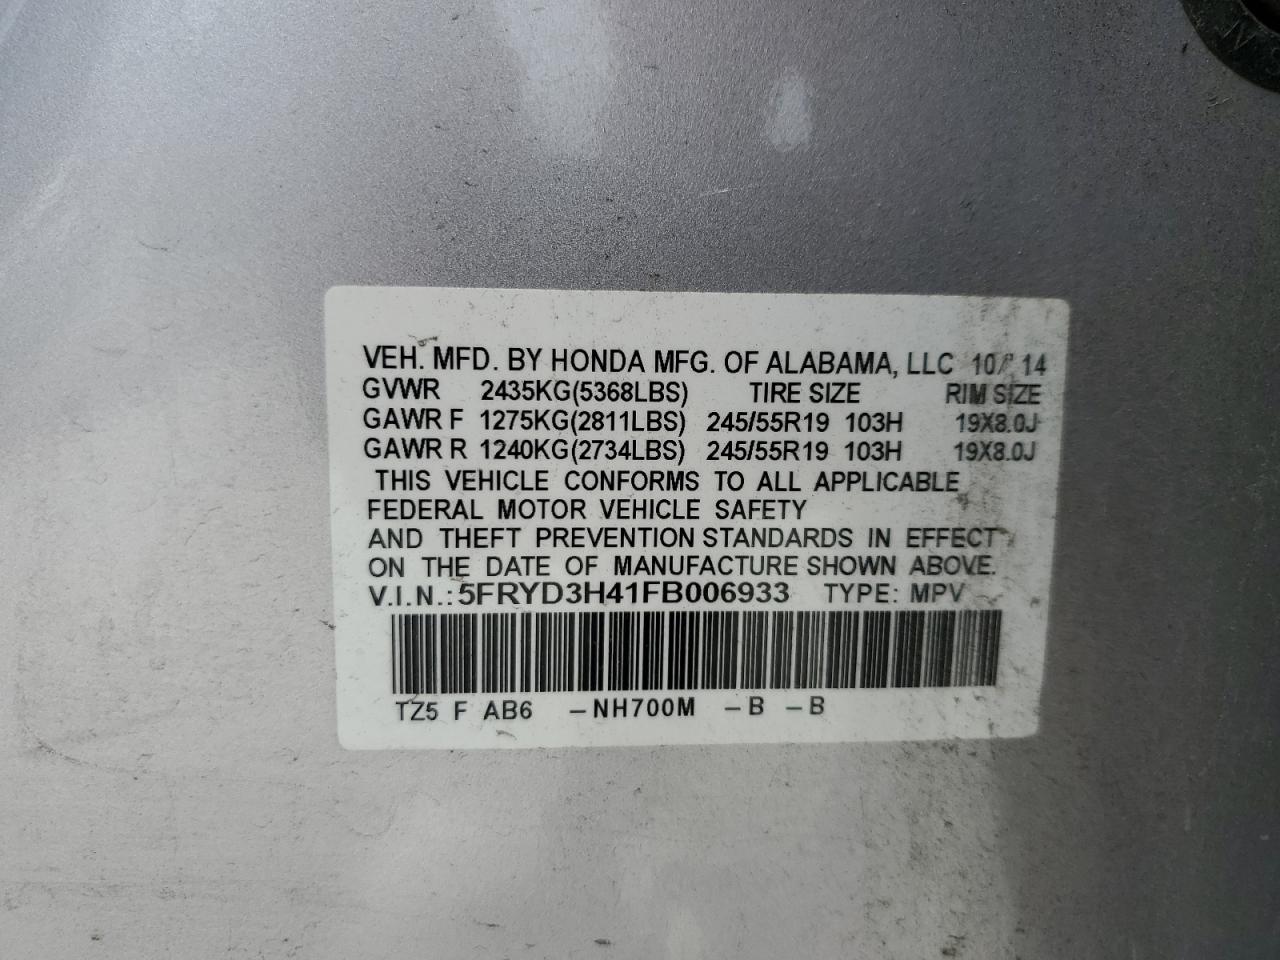 VEH. MFD. BY HONDA MFG. OF ALABAMA, LLC 10/'14
GVWR 2435KG(5368LBS) TIRE SIZE RIM SIZE
GAWR F 1275KG(2811LBS) 245/55R19 103H 19X8.0J
GAWR R 1240KG(2734LBS) 245/55R19 103H 19X8.0J
THIS VEHICLE CONFORMS TO ALL APPLICABLE
FEDERAL MOTOR VEHICLE SAFETY
AND THEFT PREVENTION STANDARDS IN EFFECT
ON THE DATE OF MANUFACTURE SHOWN ABOVE.
V.I.N.: 5FRYD3H41FB006933 TYPE: MPV
TZ5 F AB6 –NH700M –B –B